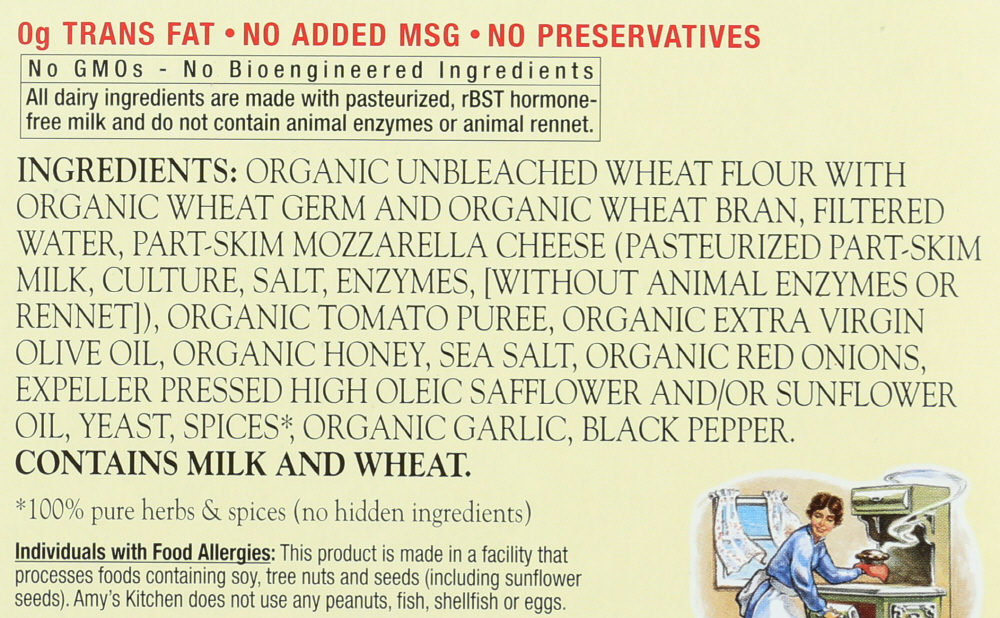 0g TRANS FAT • NO ADDED MSG • NO PRESERVATIVES
No GMOs - No Bioengineered Ingredients
All dairy ingredients are made with pasteurized, rBST hormone-
free milk and do not contain animal enzymes or animal rennet.
INGREDIENTS: ORGANIC UNBLEACHED WHEAT FLOUR WITH
ORGANIC WHEAT GERM AND ORGANIC WHEAT BRAN, FILTERED
WATER, PART-SKIM MOZZARELLA CHEESE (PASTEURIZED PART-SKIM
MILK, CULTURE, SALT, ENZYMES, [WITHOUT ANIMAL ENZYMES OR
RENNET]), ORGANIC TOMATO PUREE, ORGANIC EXTRA VIRGIN
OLIVE OIL, ORGANIC HONEY, SEA SALT, ORGANIC RED ONIONS,
EXPELLER PRESSED HIGH OLEIC SAFFLOWER AND/OR SUNFLOWER
OIL, YEAST, SPICES*, ORGANIC GARLIC, BLACK PEPPER.
CONTAINS MILK AND WHEAT.
*100% pure herbs & spices (no hidden ingredients)
Individuals with Food Allergies: This product is made in a facility that
processes foods containing soy, tree nuts and seeds (including sunflower
seeds). Amy's Kitchen does not use any peanuts, fish, shellfish or eggs.